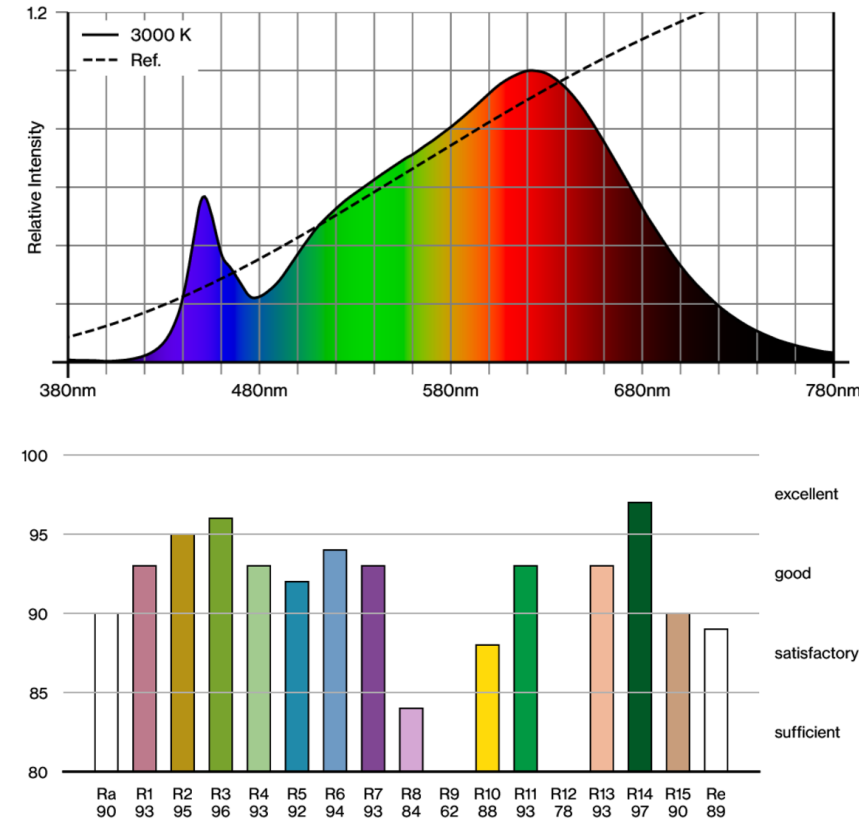 1.2
3000 K
Ref.
Relative Intensity
380nm 480nm 580nm 680nm 780nm
100
excellent
95
good
90
satisfactory
85
sufficient
80
Ra R1 R2 R3 R4 R5 R6 R7 R8 R9 R10 R11 R12 R13 R14 R15 Re
90 93 95 96 93 92 94 93 84 62 88 93 78 93 97 90 89